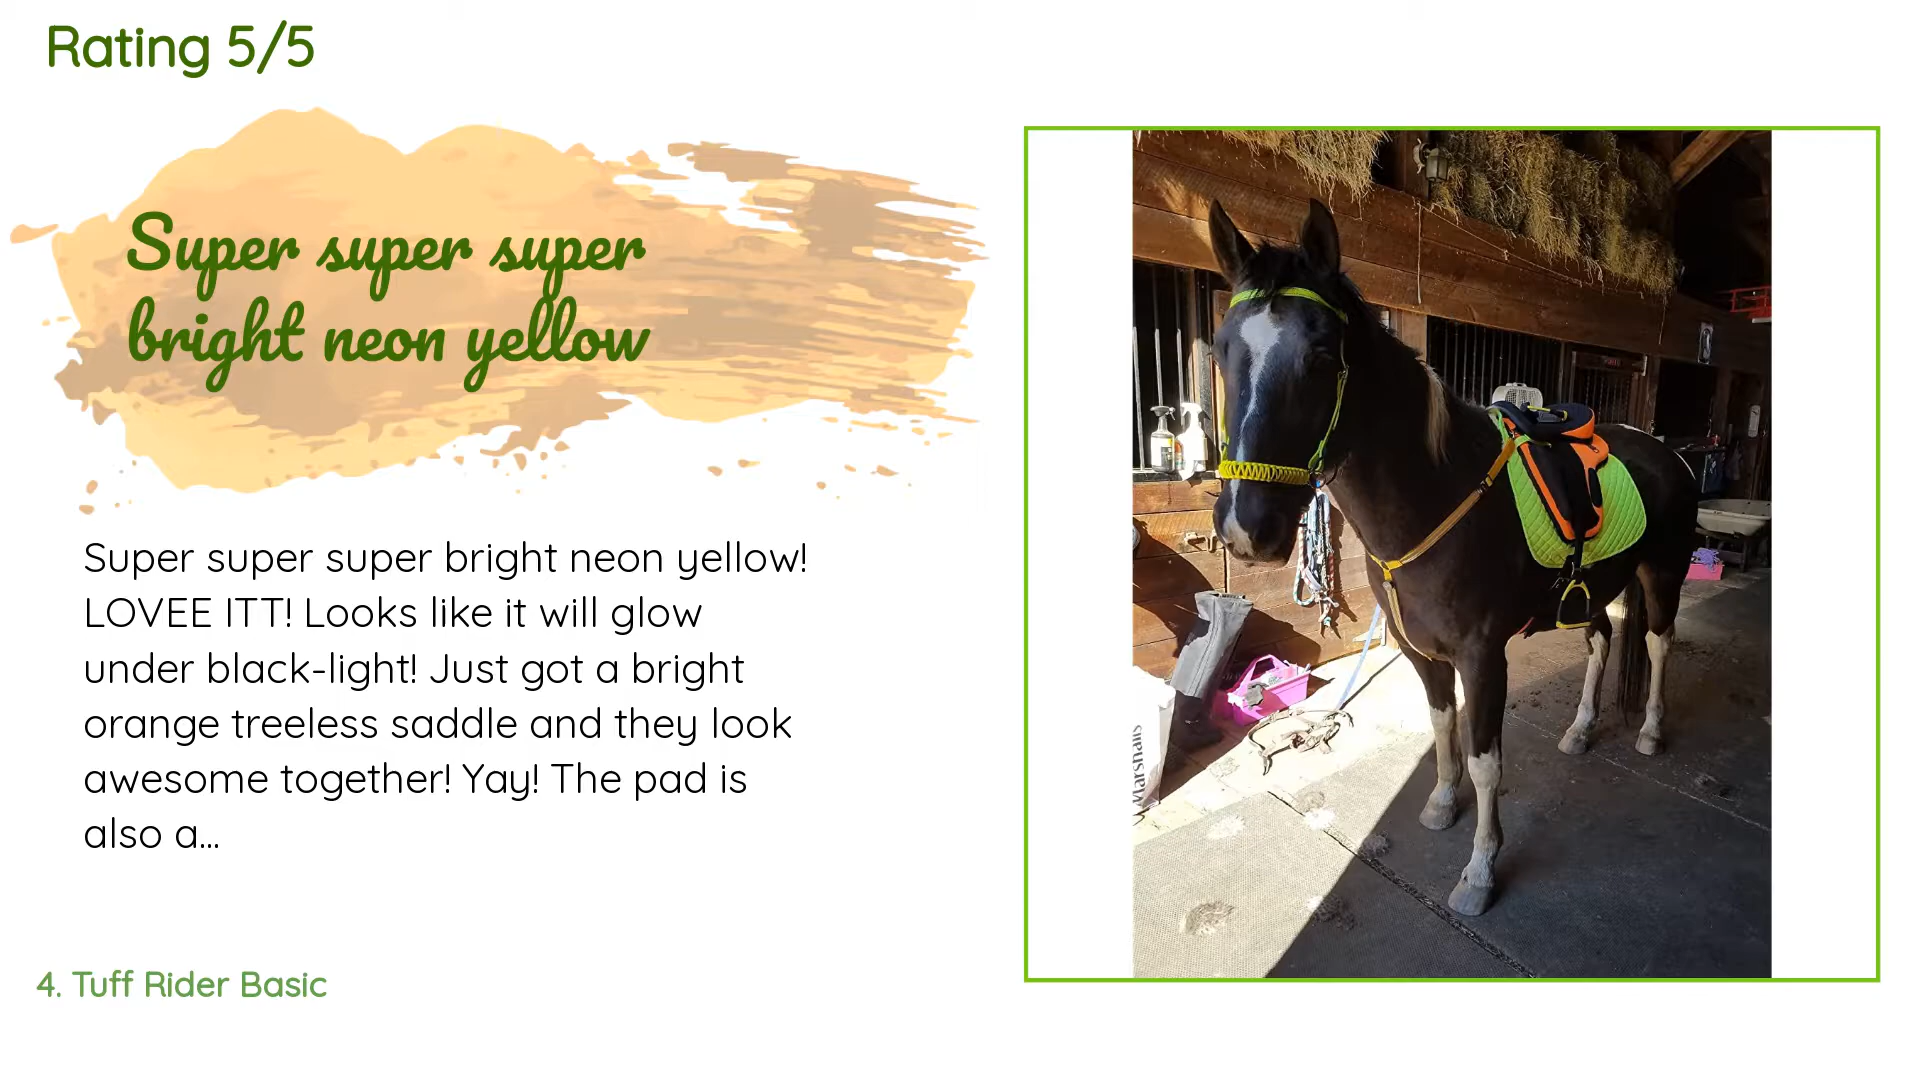 Rating 5/5
Super super super
bright neon yellow
Super super super bright neon yellow!
LOVEE ITT! Looks like it will glow
under black-light! Just got a bright
orange treeless saddle and they look
awesome together! Yay! The pad is
also a...
4. Tuff Rider Basic
Marshalls